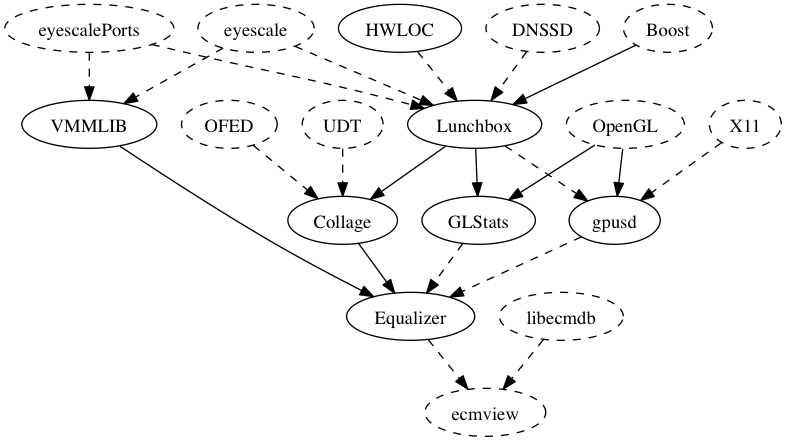 eyescalePorts
eyescale
HWLOC
DNSSD
Boost
VMMLIB
OFED
UDT
Lunchbox
OpenGL
X11
Collage
GLStats
gpusd
Equalizer
libecmdb
ecmview